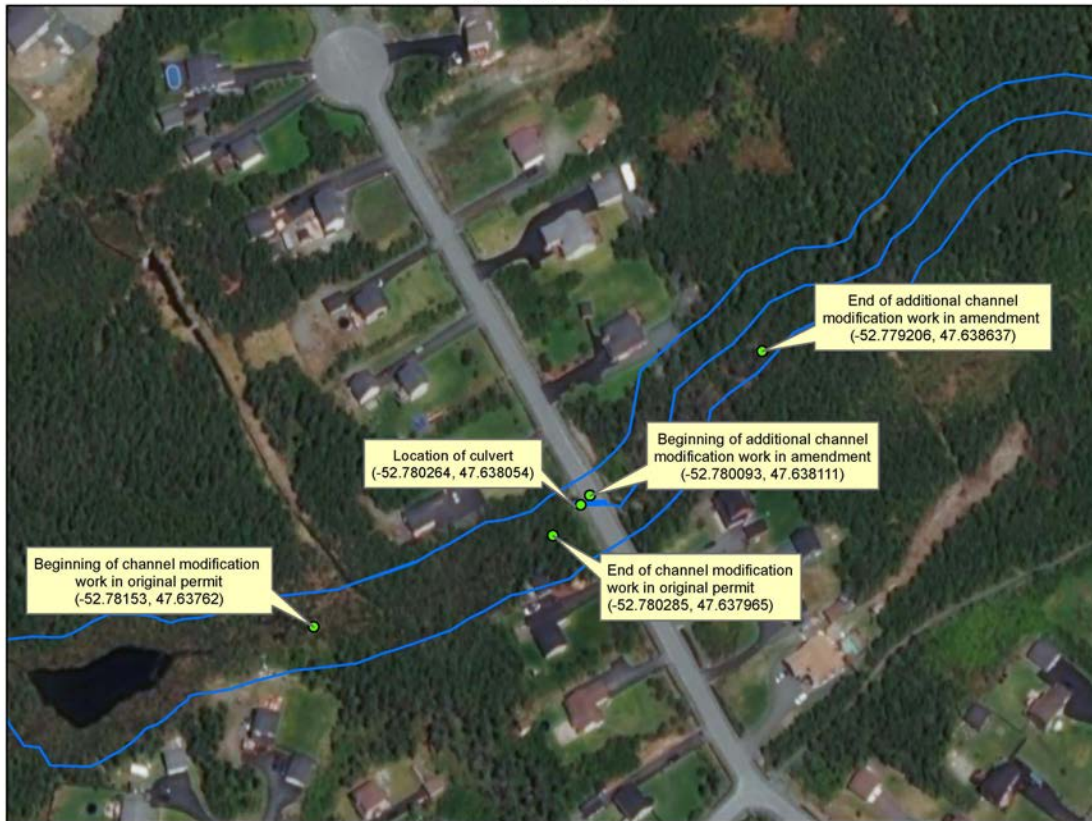 End of additional channel
modification work in amendment
(-52.779206, 47.638637)
Location of culvert
(-52.780264, 47.638054)
Beginning of additional channel
modification work in amendment
(-52.780093, 47.638111)
Beginning of channel modification
work in original permit
(-52.78153, 47.63762)
End of channel modification
work in original permit
(-52.780285, 47.637965)